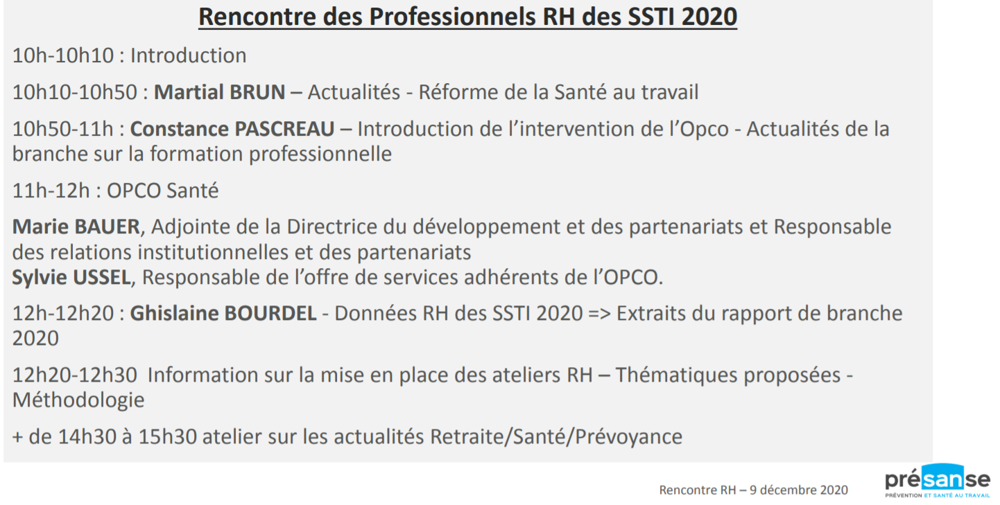 Rencontre des Professionnels RH des SSTI 2020
10h-10h10 : Introduction
10h10-10h50 : Martial BRUN – Actualités - Réforme de la Santé au travail
10h50-11h : Constance PASCREAU – Introduction de l’intervention de l’Opco - Actualités de la
branche sur la formation professionnelle
11h-12h : OPCO Santé
Marie BAUER, Adjointe de la Directrice du développement et des partenariats et Responsable
des relations institutionnelles et des partenariats
Sylvie USSEL, Responsable de l’offre de services adhérents de l’OPCO.
12h-12h20 : Ghislaine BOURDEL - Données RH des SSTI 2020 => Extraits du rapport de branche
2020
12h20-12h30  Information sur la mise en place des ateliers RH – Thématiques proposées -
Méthodologie
+ de 14h30 à 15h30 atelier sur les actualités Retraite/Santé/Prévoyance
Rencontre RH – 9 décembre 2020
présanse
PRÉVENTION ET SANTÉ AU TRAVAIL